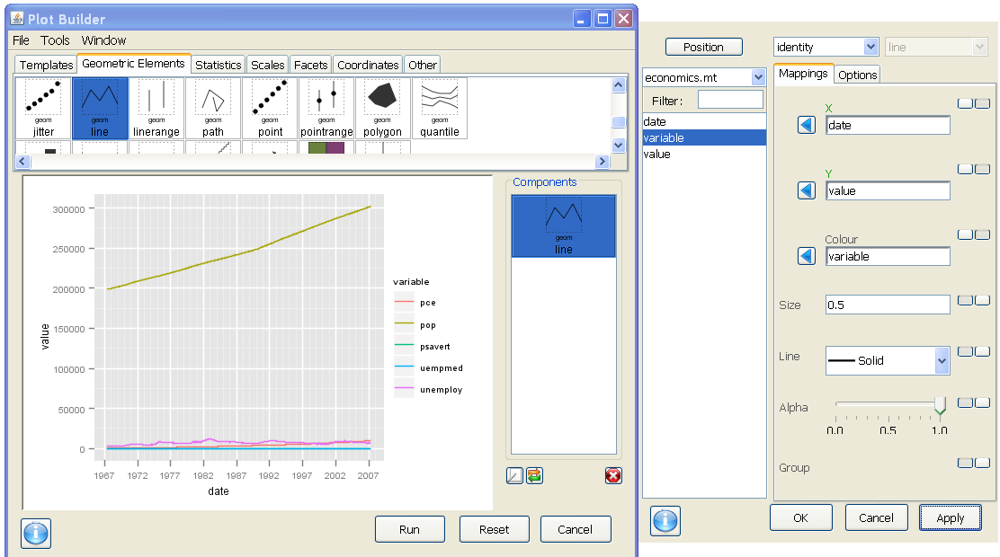 Plot Builder
File Tools Window
Templates Geometric Elements Statistics Scales Facets Coordinates Other
geom geom geom geom geom geom geom geom
jitter line linerange path point pointrange polygon quantile
300000
250000
200000
150000
100000
50000
0
value
1967 1972 1977 1982 1987 1992 1997 2002 2007
date
variable
pce
pop
psavert
uempmed
unemploy
Components
geom
line
Run Reset Cancel
Position identity line
economics.mt
Filter:
date
variable
value
Mappings Options
X
date
Y
value
Colour
variable
Size 0.5
Line Solid
Alpha
0.0 0.5 1.0
Group
OK Cancel Apply